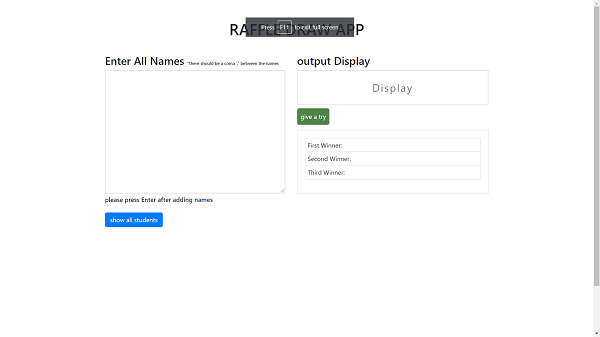 Press F11 to exit full screen
RAFFLE DRAW APP
Enter All Names "there should be a coma ',' between the names
output Display
Display
give a try
First Winner:
Second Winner:
Third Winner:
please press Enter after adding names
show all students